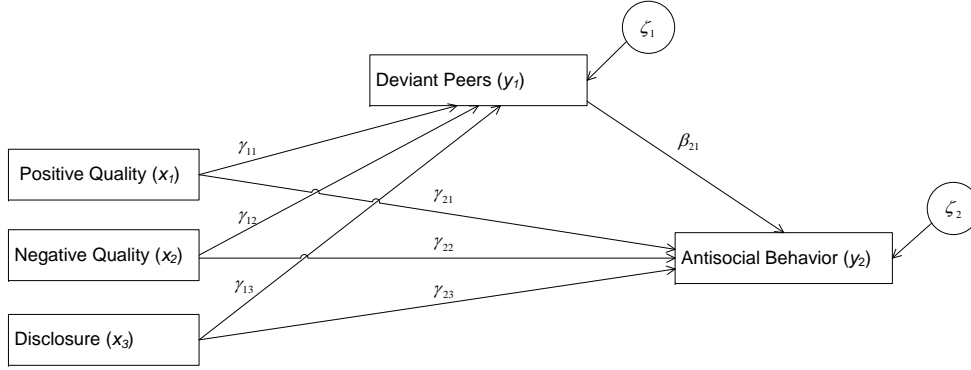 ζ₁
Deviant Peers (y₁)
γ₁₁
β₂₁
Positive Quality (x₁)
γ₂₁
γ₁₂
ζ₂
Negative Quality (x₂)
γ₂₂
Antisocial Behavior (y₂)
γ₁₃
γ₂₃
Disclosure (x₃)